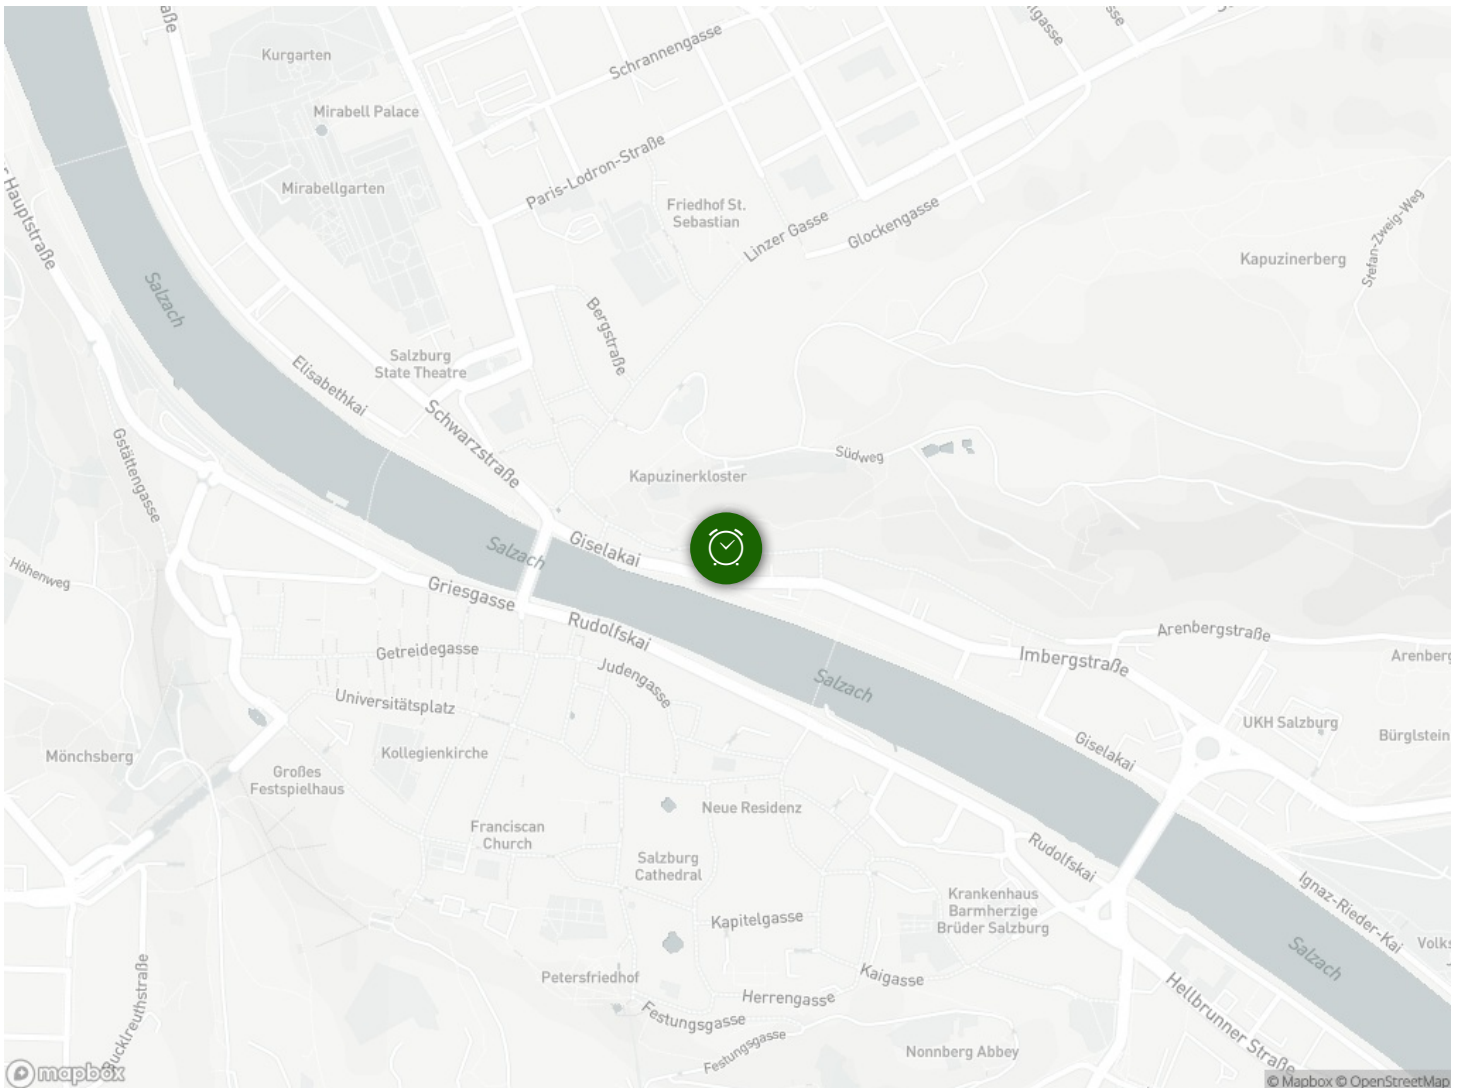 Kurgarten
Schrannengasse
Mirabell Palace
Paris-Lodron-Straße
Mirabellgarten
Friedhof St.
Sebastian
Linzer Gasse
Glockengasse
Stefan-Zweig-Weg
Kapuzinerberg
Hauptstraße
Salzach
Bergstraße
Salzburg
State Theatre
Elisabethkai
Schwarzstraße
Gstättengasse
Südweg
Kapuzinerkloster
Salzach
Giselakai
Höhenweg
Griesgasse
Rudolfskai
Arenbergstraße
Imbergstraße
Arenberg
Getreidegasse
Judengasse
Salzach
Universitätsplatz
UKH Salzburg
Giselakai
Bürglstein
Kollegienkirche
Mönchsberg
Großes
Festspielhaus
Neue Residenz
Franciscan
Church
Salzburg
Cathedral
Rudolfskai
Krankenhaus
Barmherzige
Brüder Salzburg
Ignaz-Rieder-Kai
Kapitelgasse
Volks
Salzach
Petersfriedhof
Kaigasse
Herrengasse
Bucklreuthstraße
Festungsgasse
Hellbrunner Straße
Festungsgasse
Nonnberg Abbey
mapbox
© Mapbox © OpenStreetMap